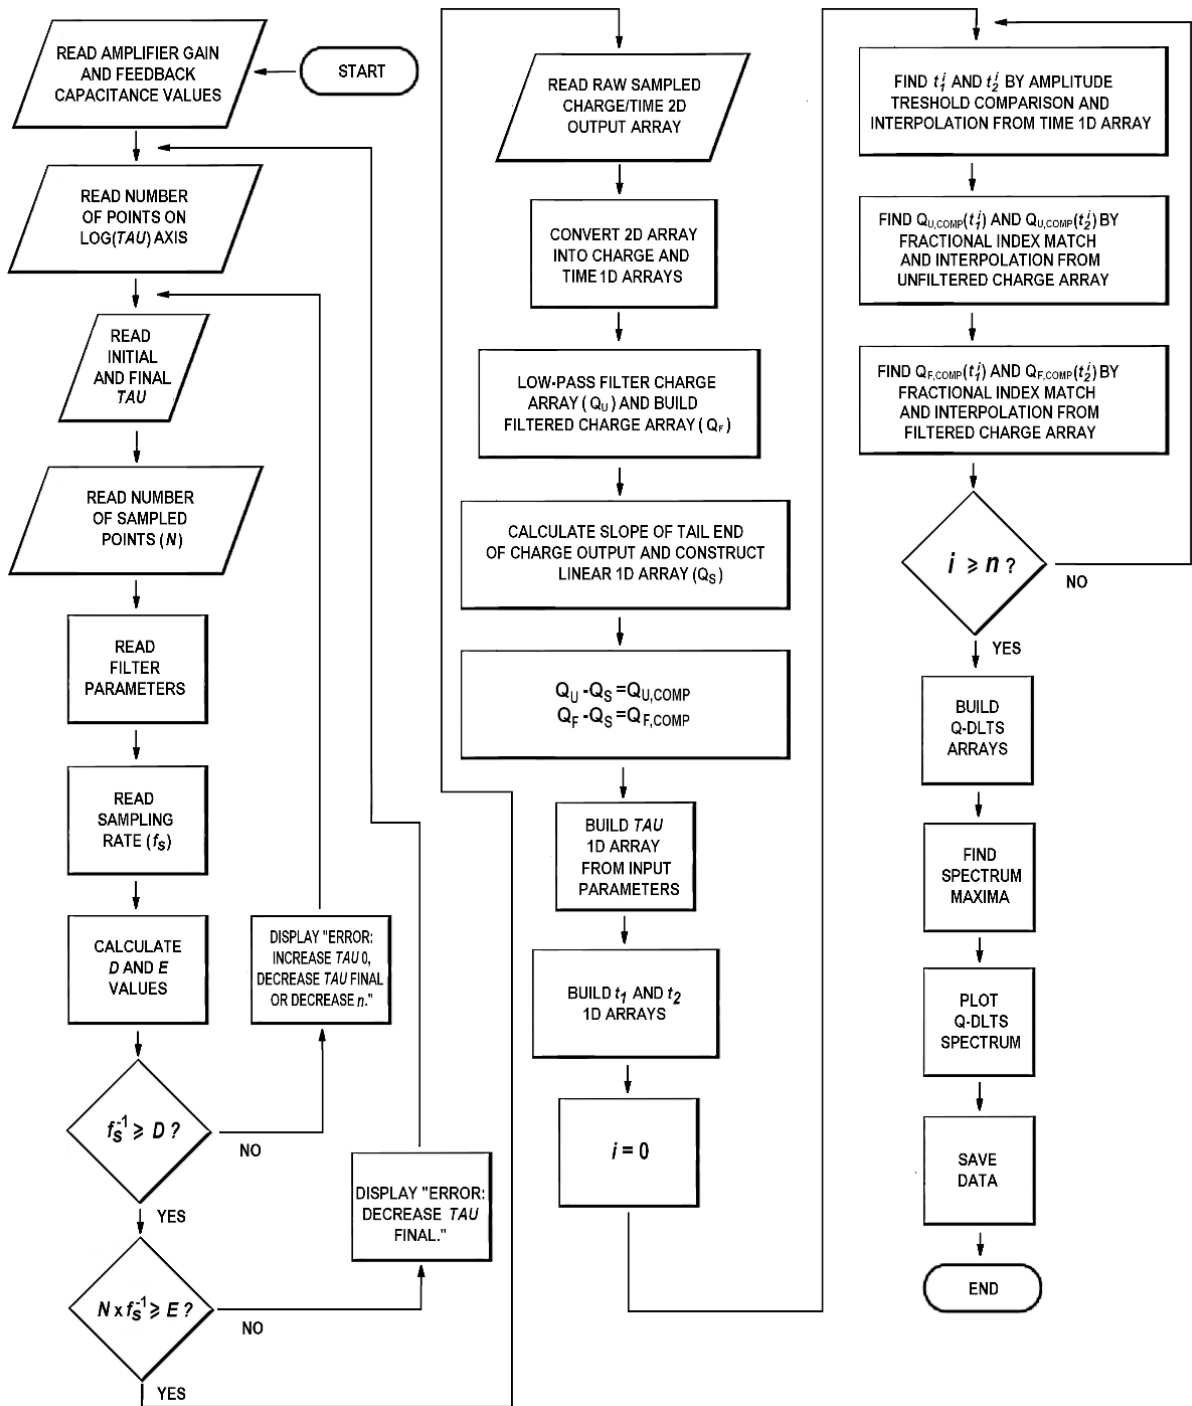 START
READ AMPLIFIER GAIN
AND FEEDBACK
CAPACITANCE VALUES
READ NUMBER
OF POINTS ON
LOG(TAU) AXIS
READ
INITIAL
AND FINAL
TAU
READ NUMBER
OF SAMPLED
POINTS (N)
READ
FILTER
PARAMETERS
READ
SAMPLING
RATE (fS)
CALCULATE
D AND E
VALUES
fS⁻¹ ⩾ D ?
NO
YES
DISPLAY "ERROR:
INCREASE TAU 0,
DECREASE TAU FINAL
OR DECREASE n."
N x fS⁻¹ ⩾ E ?
NO
YES
DISPLAY "ERROR:
DECREASE TAU
FINAL."
READ RAW SAMPLED
CHARGE/TIME 2D
OUTPUT ARRAY
CONVERT 2D ARRAY
INTO CHARGE AND
TIME 1D ARRAYS
LOW-PASS FILTER CHARGE
ARRAY (QU) AND BUILD
FILTERED CHARGE ARRAY (QF)
CALCULATE SLOPE OF TAIL END
OF CHARGE OUTPUT AND CONSTRUCT
LINEAR 1D ARRAY (QS)
QU -QS =QU,COMP
QF -QS =QF,COMP
BUILD TAU
1D ARRAY
FROM INPUT
PARAMETERS
BUILD t1 AND t2
1D ARRAYS
i = 0
FIND t1^i AND t2^i BY AMPLITUDE
TRESHOLD COMPARISON AND
INTERPOLATION FROM TIME 1D ARRAY
FIND QU,COMP(t1^i) AND QU,COMP(t2^i) BY
FRACTIONAL INDEX MATCH
AND INTERPOLATION FROM
UNFILTERED CHARGE ARRAY
FIND QF,COMP(t1^i) AND QF,COMP(t2^i) BY
FRACTIONAL INDEX MATCH
AND INTERPOLATION FROM
FILTERED CHARGE ARRAY
i ⩾ n ?
NO
YES
BUILD
Q-DLTS
ARRAYS
FIND
SPECTRUM
MAXIMA
PLOT
Q-DLTS
SPECTRUM
SAVE
DATA
END